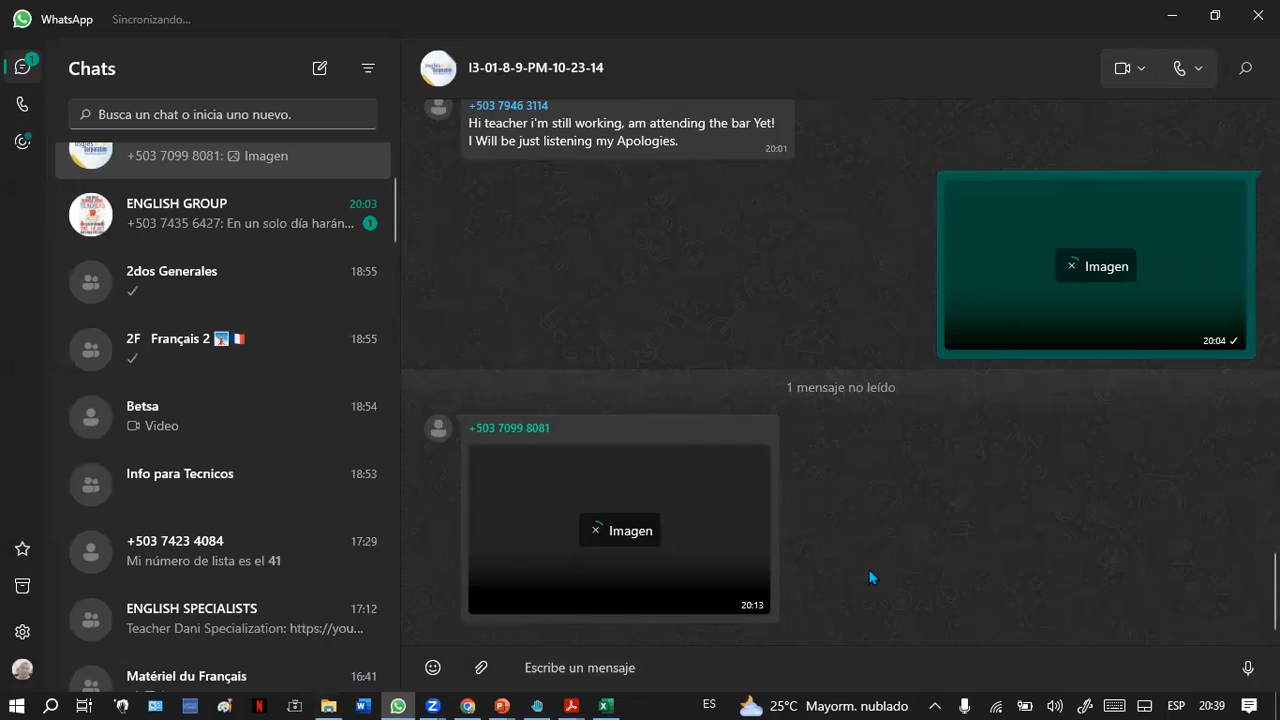 WhatsApp
Sincronizando...
1
Chats
Busca un chat o inicia uno nuevo.
+503 7099 8081: Imagen
ENGLISH GROUP
20:03
+503 7435 6427: En un solo día harán...
1
2dos Generales
18:55
2F Français 2
18:55
Betsa
18:54
Video
Info para Tecnicos
18:53
+503 7423 4084
17:29
Mi número de lista es el 41
ENGLISH SPECIALISTS
17:12
Teacher Dani Specialization: https://you...
Matériel du Français
16:41
I3-01-8-9-PM-10-23-14
+503 7946 3114
Hi teacher i'm still working, am attending the bar Yet!
I Will be just listening my Apologies.
20:01
Imagen
20:04
1 mensaje no leído
+503 7099 8081
Imagen
20:13
Escribe un mensaje
ES
25°C Mayorm. nublado
ESP
20:39